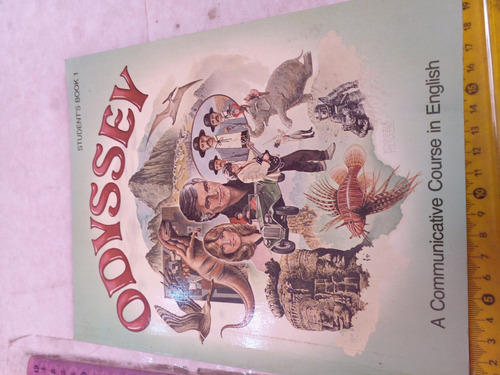 STUDENT'S BOOK 1
ODYSSEY
A Communicative Course in English